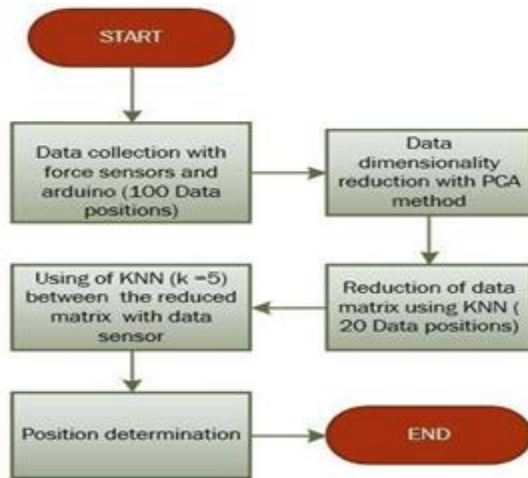 START
Data collection with
force sensors and
arduino (100 Data
positions)
Data
dimensionality
reduction with PCA
method
Reduction of data
matrix using KNN (
20 Data positions)
Using of KNN (k =5)
between the reduced
matrix with data
sensor
Position determination
END